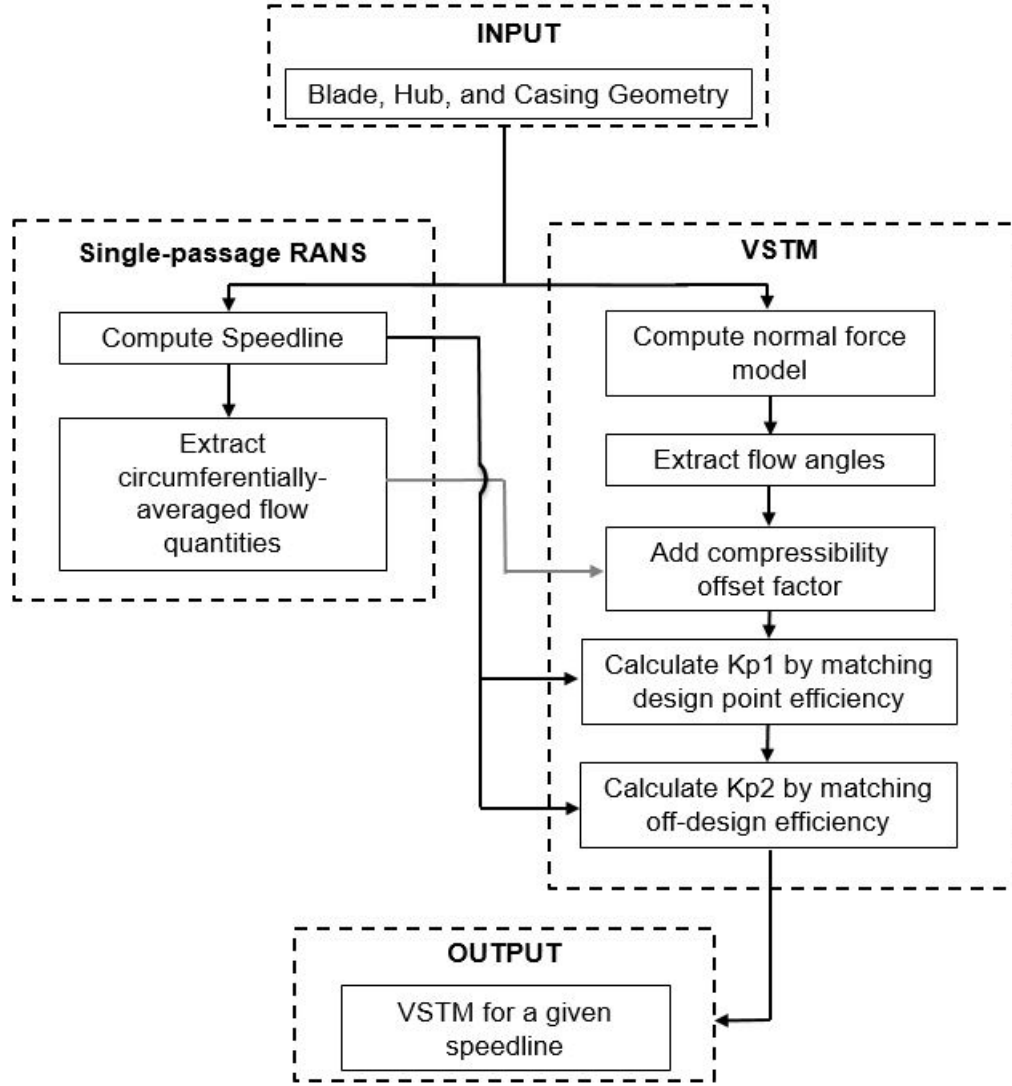 INPUT
Blade, Hub, and Casing Geometry
Single-passage RANS
Compute Speedline
Extract
circumferentially-
averaged flow
quantities
VSTM
Compute normal force
model
Extract flow angles
Add compressibility
offset factor
Calculate Kp1 by matching
design point efficiency
Calculate Kp2 by matching
off-design efficiency
OUTPUT
VSTM for a given
speedline